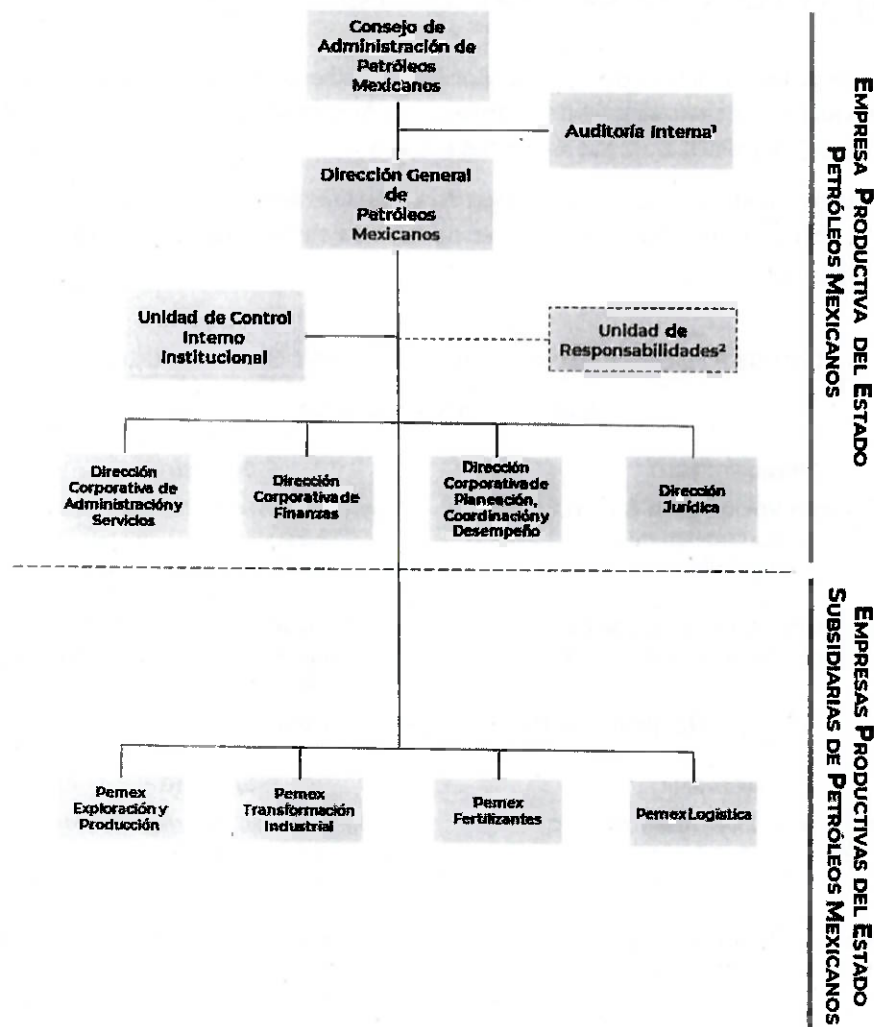 Consejo de
Administración de
Petróleos
Mexicanos
Auditoría Interna¹
Dirección General
de
Petróleos
Mexicanos
Unidad de Control
Interno
Institucional
Unidad de
Responsabilidades²
Dirección
Corporativa de
Administración y
Servicios
Dirección
Corporativa de
Finanzas
Dirección
Corporativa de
Planeación,
Coordinación y
Desempeño
Dirección
Jurídica
EMPRESA PRODUCTIVA DEL ESTADO
PETRÓLEOS MEXICANOS
Pemex
Exploración y
Producción
Pemex
Transformación
Industrial
Pemex
Fertilizantes
Pemex Logística
EMPRESAS PRODUCTIVAS DEL ESTADO
SUBSIDIARIAS DE PETRÓLEOS MEXICANOS